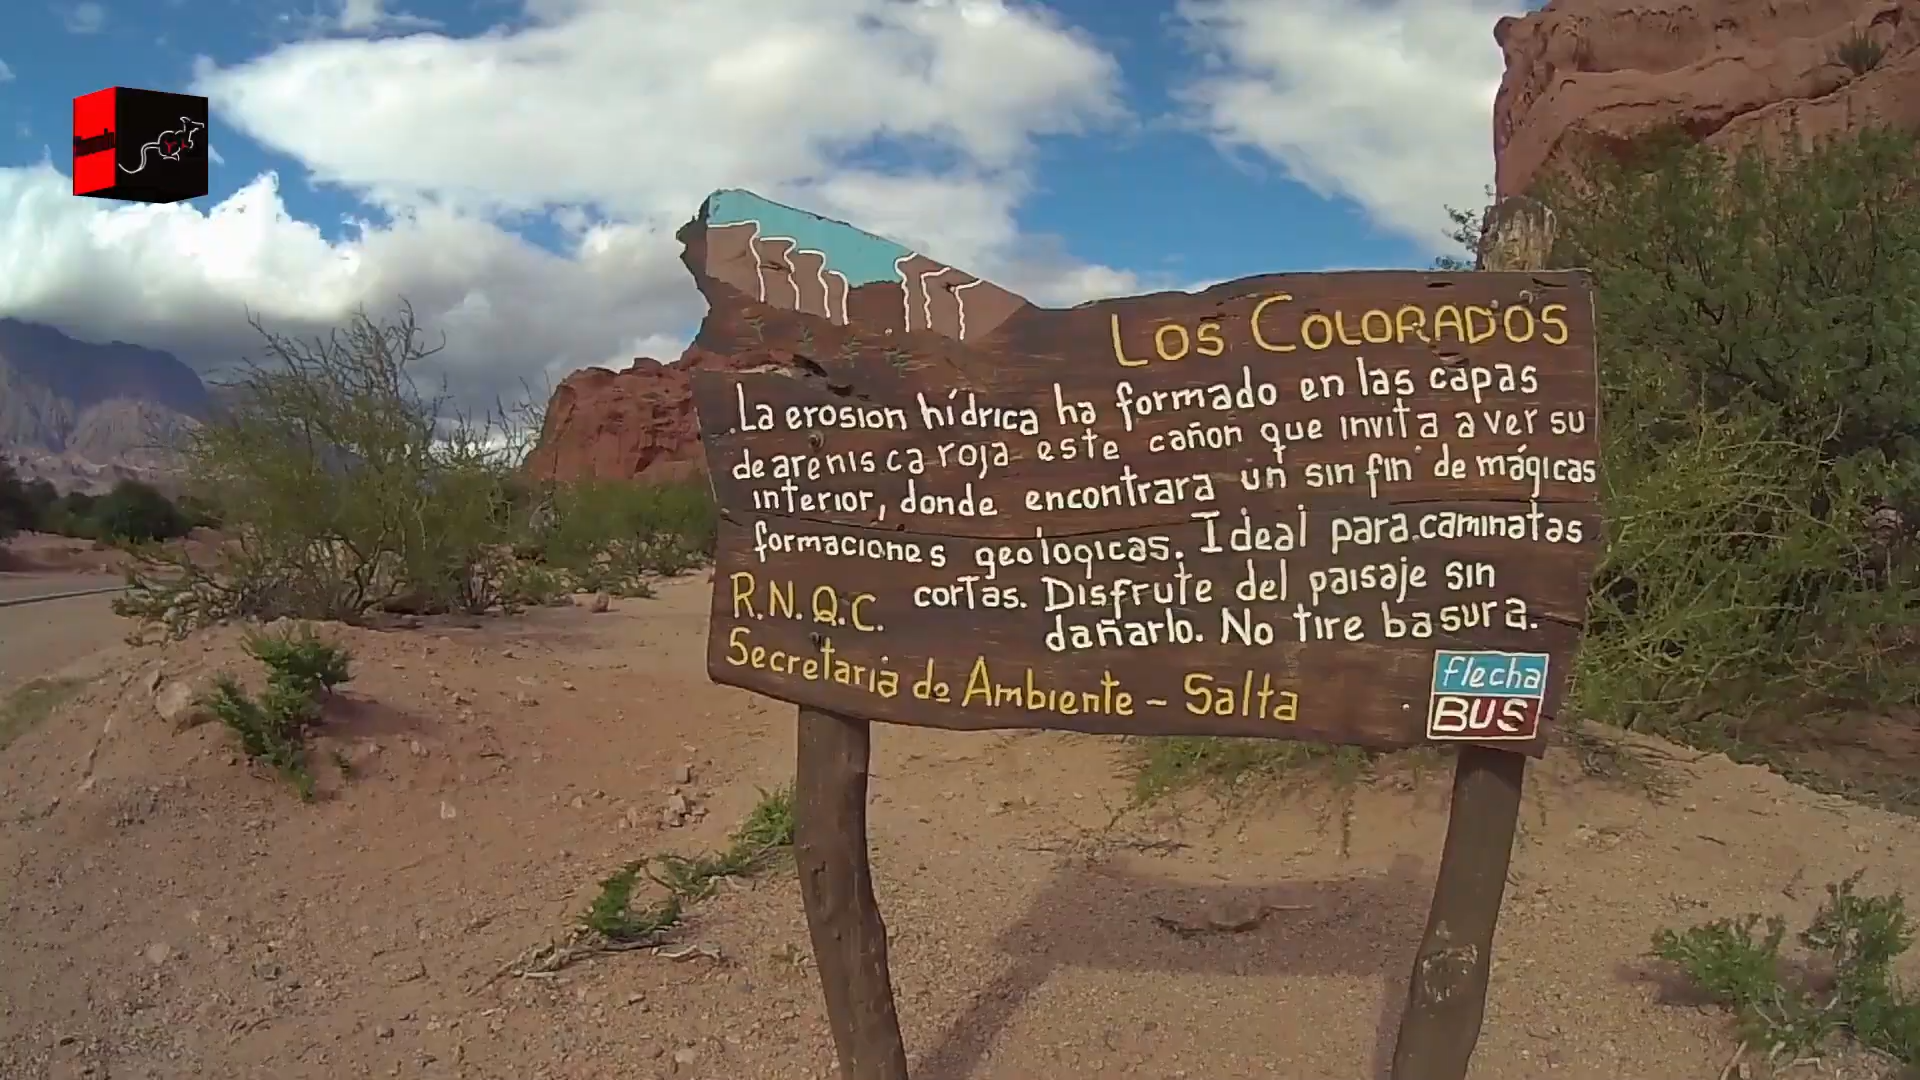 LOS COLORADOS
La erosion hídrica ha formado en las capas
de arenisca roja este cañon que invita a ver su
interior, donde encontrara un sin fin de mágicas
formaciones geologicas. Ideal para caminatas
cortas. Disfrute del paisaje sin
dañarlo. No tire basura.
R.N.Q.C.
Secretaria de Ambiente - Salta
flecha
BUS